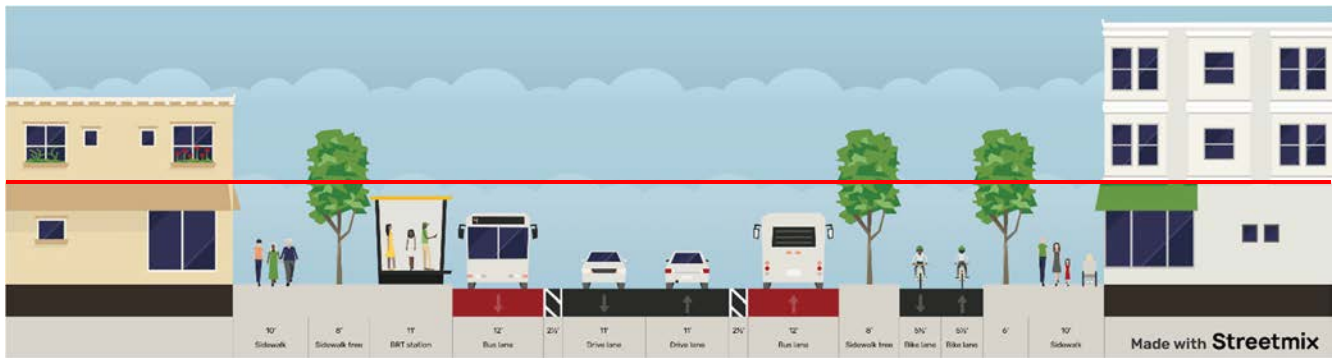 10' 8' 11' 12' 2½' 11' 11' 2½' 12' 8' 5½' 5½' 6' 10'
Sidewalk Sidewalk tree BRT station Bus lane Drive lane Drive lane Bus lane Sidewalk tree Bike lane Bike lane Sidewalk
Made with Streetmix